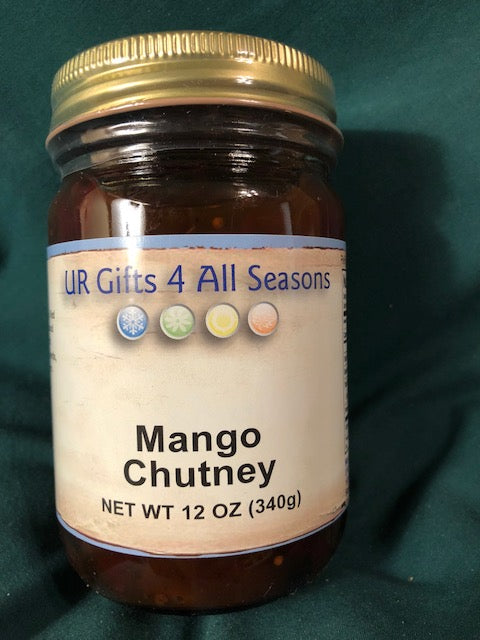 UR Gifts 4 All Seasons
Mango
Chutney
NET WT 12 OZ (340g)